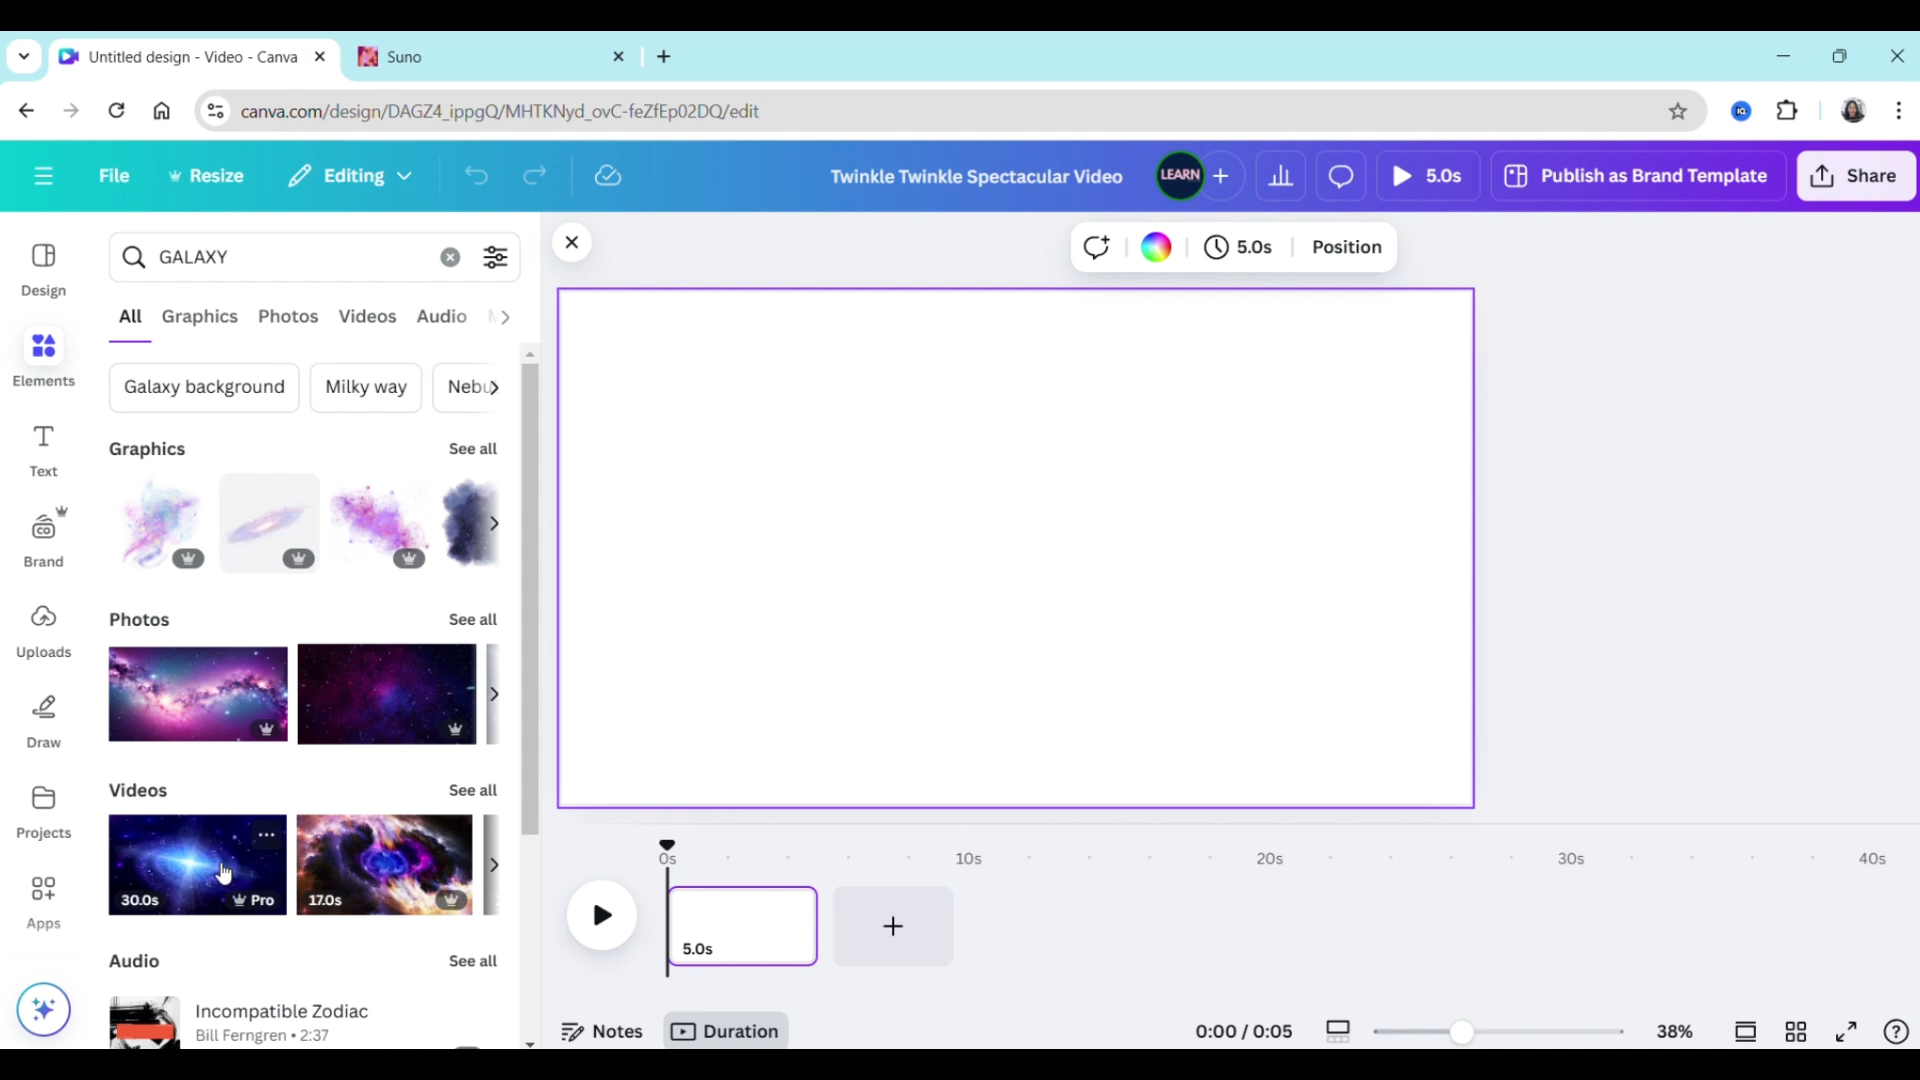 Untitled design - Video - Canva
Suno
canva.com/design/DAGZ4_ippgQ/MHTKNyd_ovC-feZfEp02DQ/edit
File
Resize
Editing
Twinkle Twinkle Spectacular Video
LEARN
5.0s
Publish as Brand Template
Share
Design
Elements
Text
Brand
Uploads
Draw
Projects
Apps
GALAXY
All Graphics Photos Videos Audio
Galaxy background
Milky way
Nebu
Graphics
See all
Photos
See all
Videos
See all
30.0s
Pro
17.0s
Audio
See all
Incompatible Zodiac
Bill Ferngren • 2:37
5.0s
Position
0s 10s 20s 30s 40s
5.0s
Notes
Duration
0:00 / 0:05
38%